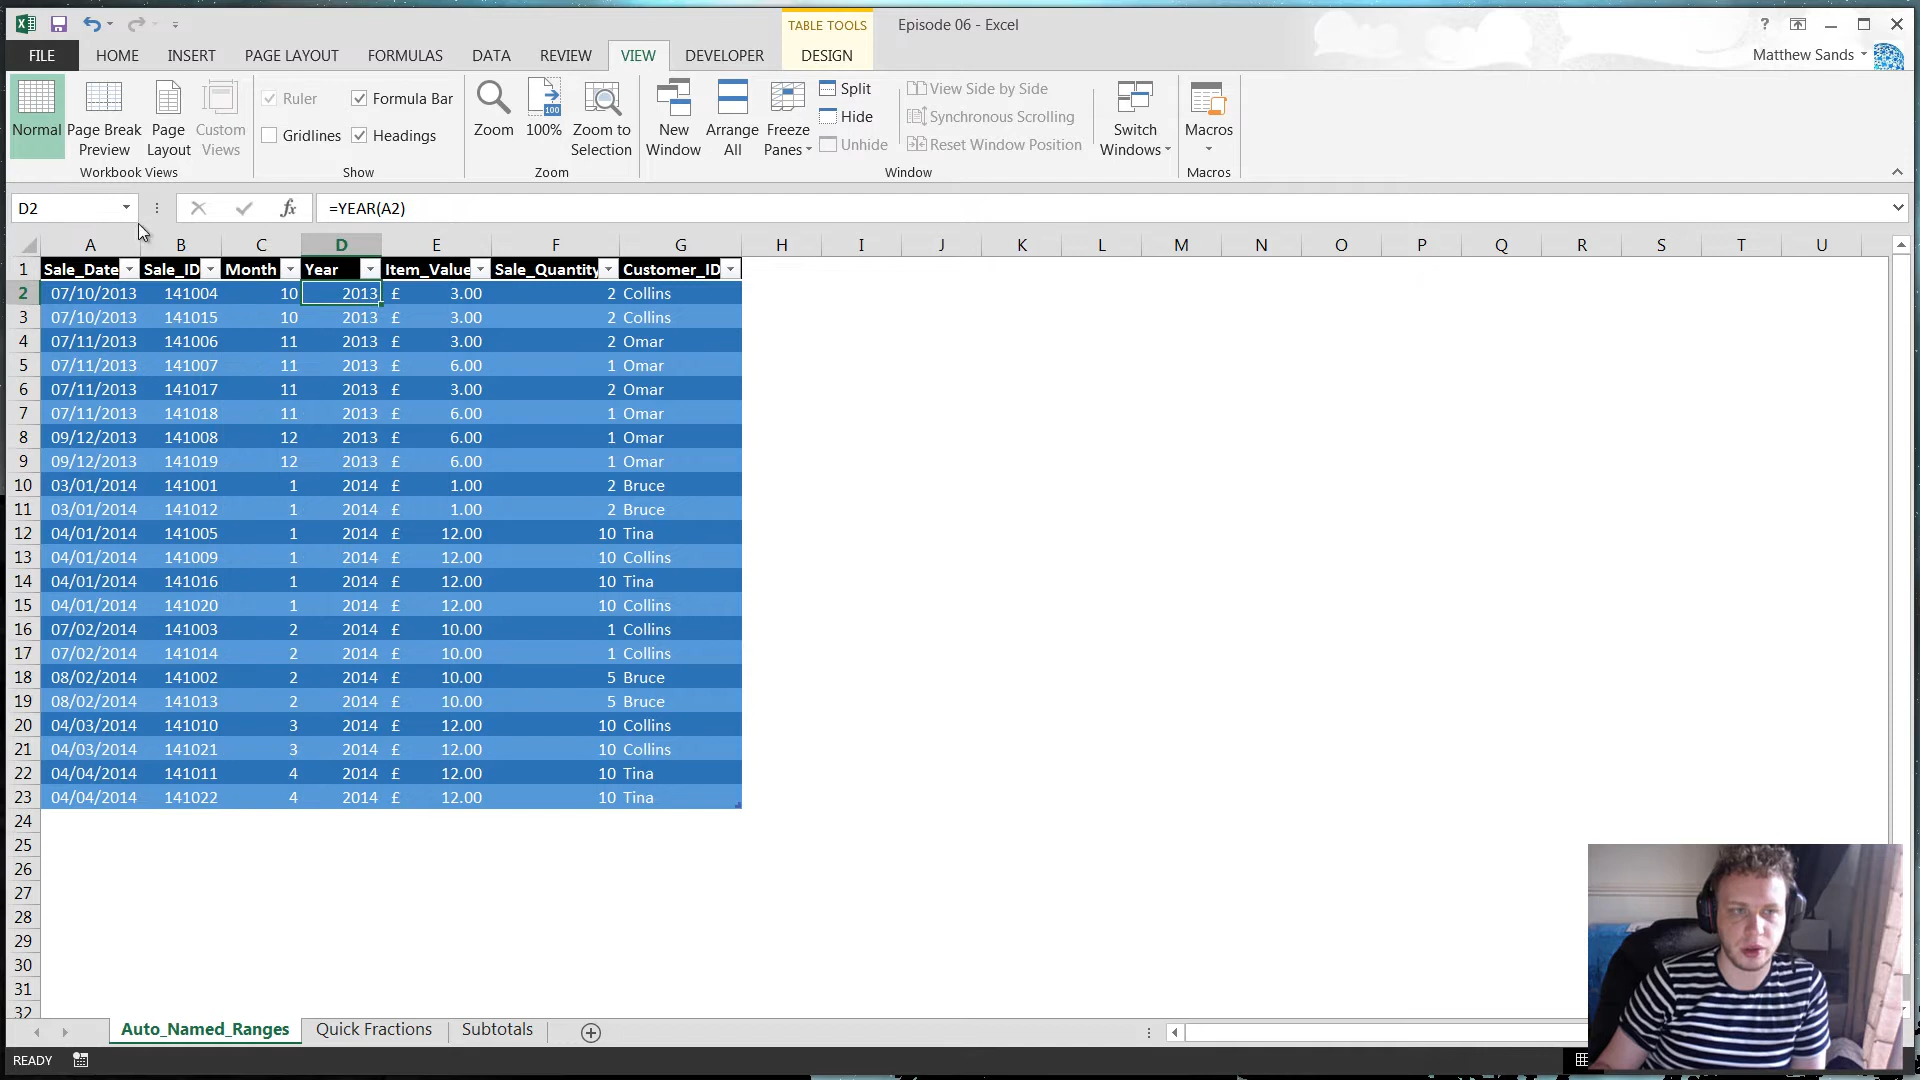 TABLE TOOLS
Episode 06 - Excel
?
FILE HOME INSERT PAGE LAYOUT FORMULAS DATA REVIEW VIEW DEVELOPER DESIGN
Matthew Sands
Normal
Page Break Preview
Page Layout
Custom Views
Workbook Views
Ruler
Formula Bar
Gridlines
Headings
Show
Zoom
100
100%
Zoom to Selection
Zoom
New Window
Arrange All
Freeze Panes
Split
Hide
Unhide
View Side by Side
Synchronous Scrolling
Reset Window Position
Switch Windows
Window
Macros
Macros
D2 fx =YEAR(A2)
A B C D E F G H I J K L M N O P Q R S T U
1 Sale_Date Sale_ID Month Year Item_Value Sale_Quantity Customer_ID
2 07/10/2013 141004 10 2013 £ 3.00 2 Collins
3 07/10/2013 141015 10 2013 £ 3.00 2 Collins
4 07/11/2013 141006 11 2013 £ 3.00 2 Omar
5 07/11/2013 141007 11 2013 £ 6.00 1 Omar
6 07/11/2013 141017 11 2013 £ 3.00 2 Omar
7 07/11/2013 141018 11 2013 £ 6.00 1 Omar
8 09/12/2013 141008 12 2013 £ 6.00 1 Omar
9 09/12/2013 141019 12 2013 £ 6.00 1 Omar
10 03/01/2014 141001 1 2014 £ 1.00 2 Bruce
11 03/01/2014 141012 1 2014 £ 1.00 2 Bruce
12 04/01/2014 141005 1 2014 £ 12.00 10 Tina
13 04/01/2014 141009 1 2014 £ 12.00 10 Collins
14 04/01/2014 141016 1 2014 £ 12.00 10 Tina
15 04/01/2014 141020 1 2014 £ 12.00 10 Collins
16 07/02/2014 141003 2 2014 £ 10.00 1 Collins
17 07/02/2014 141014 2 2014 £ 10.00 1 Collins
18 08/02/2014 141002 2 2014 £ 10.00 5 Bruce
19 08/02/2014 141013 2 2014 £ 10.00 5 Bruce
20 04/03/2014 141010 3 2014 £ 12.00 10 Collins
21 04/03/2014 141021 3 2014 £ 12.00 10 Collins
22 04/04/2014 141011 4 2014 £ 12.00 10 Tina
23 04/04/2014 141022 4 2014 £ 12.00 10 Tina
24
25
26
27
28
29
30
31
32
Auto_Named_Ranges Quick Fractions Subtotals
READY